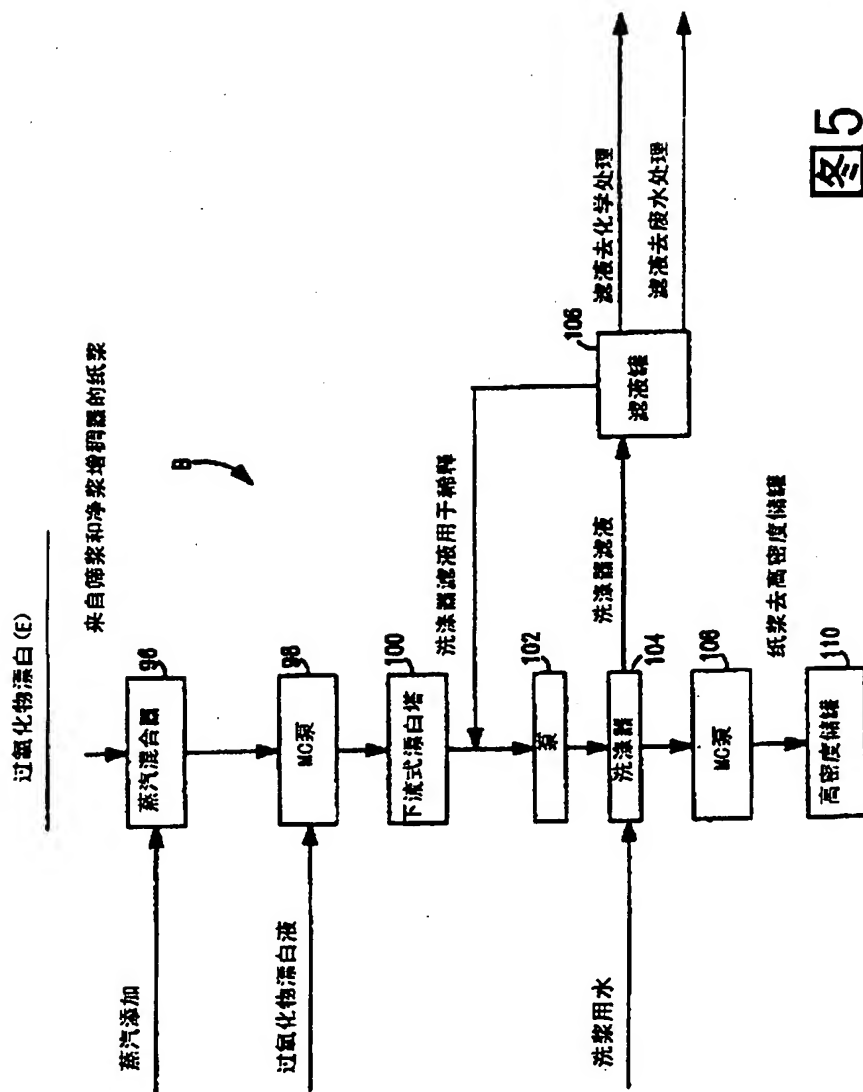 过氧化物漂白(E)
来自筛浆和净浆增稠器的纸浆
B
蒸汽添加
蒸汽混合器
96
过氧化物漂白液
MC泵
98
下流式漂白塔
100
洗涤器滤液用于稀释
泵
102
洗浆用水
洗涤器
104
洗涤器滤液
滤液罐
106
滤液去化学处理
滤液去废水处理
MC泵
108
纸浆去高密度储罐
高密度储罐
110
图5